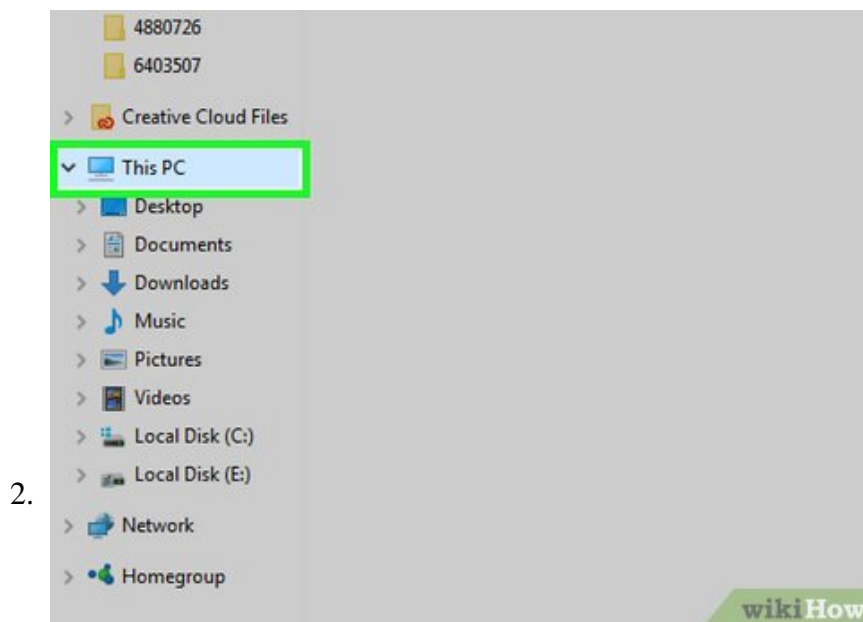 4880726
6403507
Creative Cloud Files
This PC
Desktop
Documents
Downloads
Music
Pictures
Videos
Local Disk (C:)
Local Disk (E:)
2.
Network
Homegroup
wikiHow